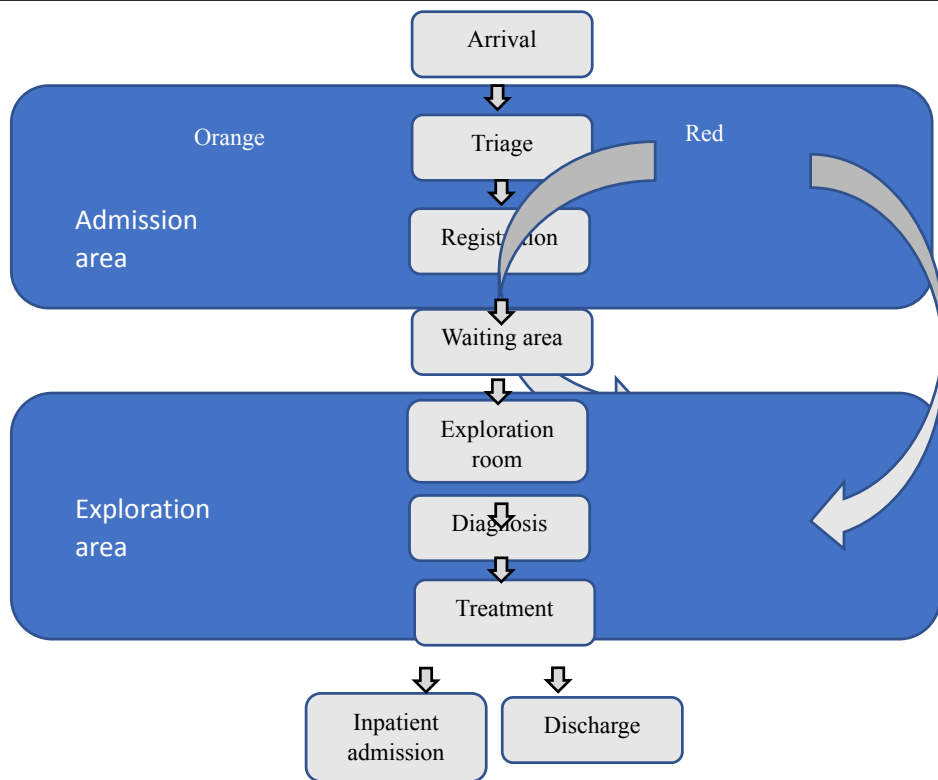 Arrival
Orange
Triage
Red
Admission
area
Registration
Waiting area
Exploration
room
Exploration
area
Diagnosis
Treatment
Inpatient
admission
Discharge